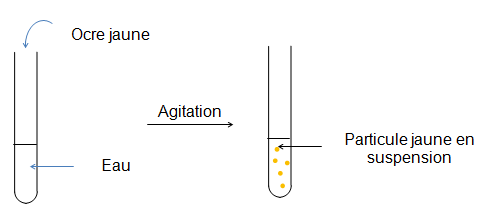 Ocre jaune
Agitation
Eau
Particule jaune en
suspension